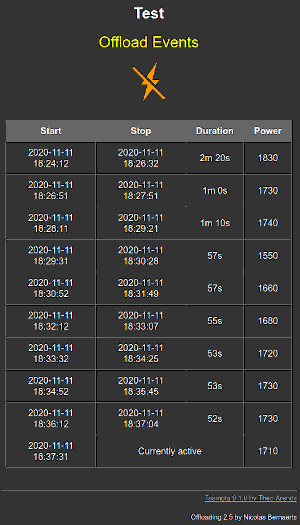 Test
Offload Events
Start Stop Duration Power
2020-11-11 18:24:12 2020-11-11 18:26:32 2m 20s 1830
2020-11-11 18:26:51 2020-11-11 18:27:51 1m 0s 1730
2020-11-11 18:28:11 2020-11-11 18:29:21 1m 10s 1740
2020-11-11 18:29:31 2020-11-11 18:30:28 57s 1550
2020-11-11 18:30:52 2020-11-11 18:31:49 57s 1660
2020-11-11 18:32:12 2020-11-11 18:33:07 55s 1680
2020-11-11 18:33:32 2020-11-11 18:34:25 53s 1720
2020-11-11 18:34:52 2020-11-11 18:35:45 53s 1730
2020-11-11 18:36:12 2020-11-11 18:37:04 52s 1730
2020-11-11 18:37:31 Currently active 1710
Tasmota 9.1.0 by Theo Arends
Offloading 2.5 by Nicolas Bernaerts